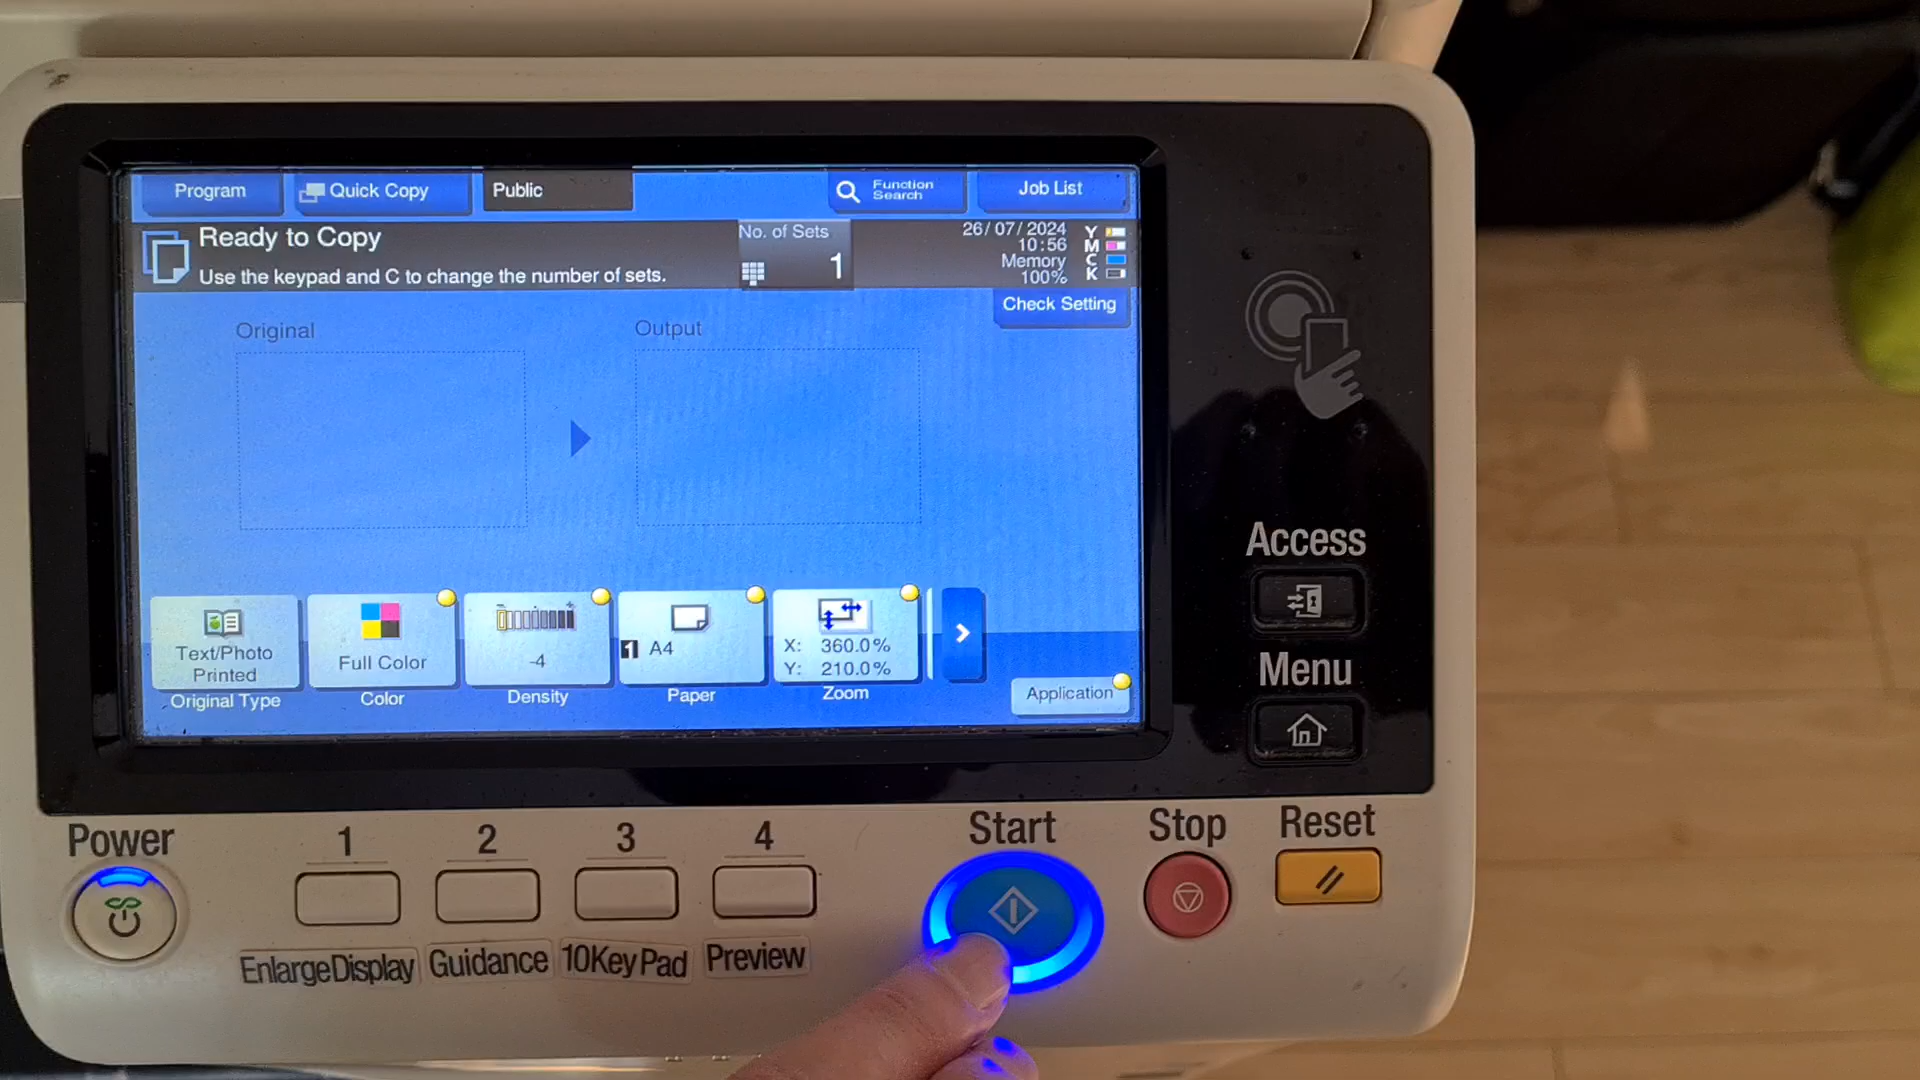 Program
Quick Copy
Public
Function
Search
Job List
Ready to Copy
Use the keypad and C to change the number of sets.
No. of Sets
1
26/07/2024
10:56
Memory
100%
Y
M
C
K
Check Setting
Original
Output
Text/Photo
Printed
Original Type
Full Color
Color
-4
Density
1 A4
Paper
X: 360.0%
Y: 210.0%
Zoom
Application
Access
Menu
Power
1
2
3
4
Start
Stop
Reset
EnlargeDisplay
Guidance
10Key Pad
Preview